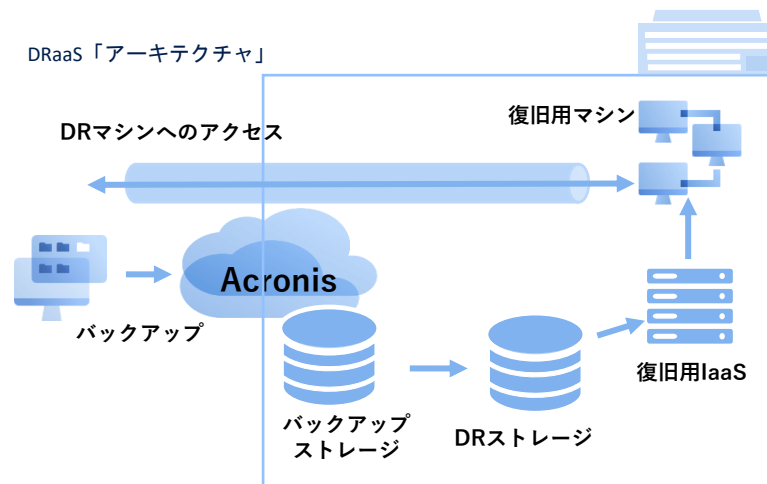 DRaaS「アーキテクチャ」
DRマシンへのアクセス
復旧用マシン
Acronis
バックアップ
復旧用IaaS
バックアップ
ストレージ
DRストレージ